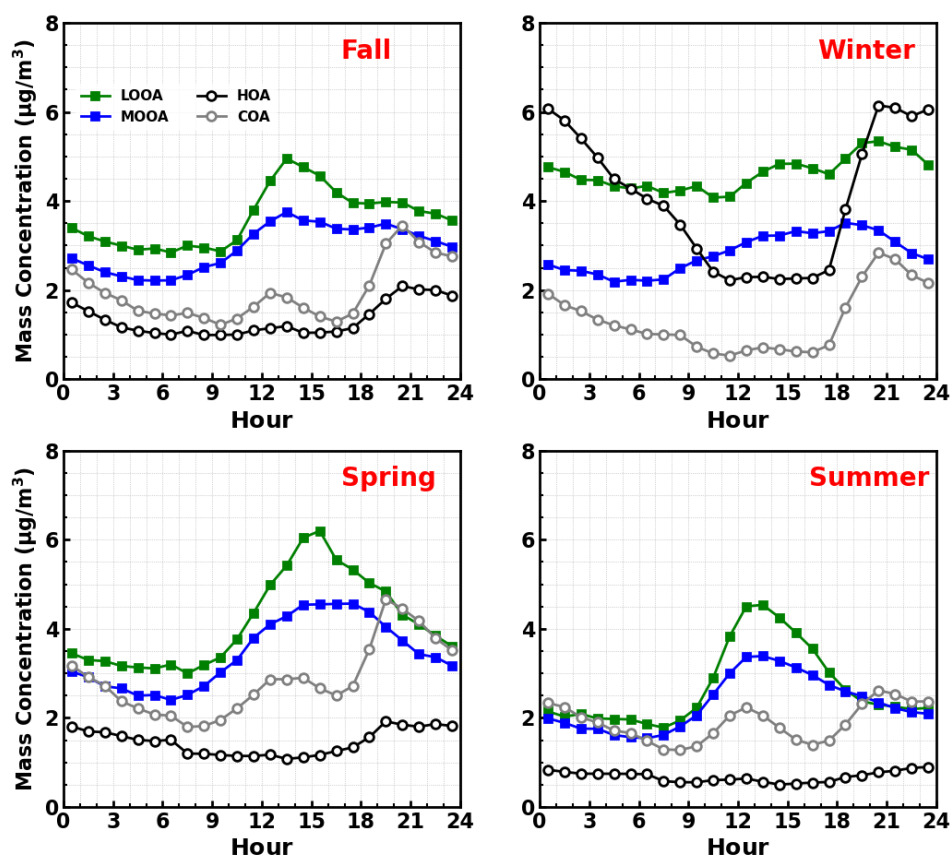 Fall
Winter
LOOA
HOA
MOOA
COA
8
6
4
2
0
Mass Concentration (μg/m³)
0 3 6 9 12 15 18 21 24
Hour
8
6
4
2
0
0 3 6 9 12 15 18 21 24
Hour
Spring
Summer
8
6
4
2
0
Mass Concentration (μg/m³)
0 3 6 9 12 15 18 21 24
Hour
8
6
4
2
0
0 3 6 9 12 15 18 21 24
Hour